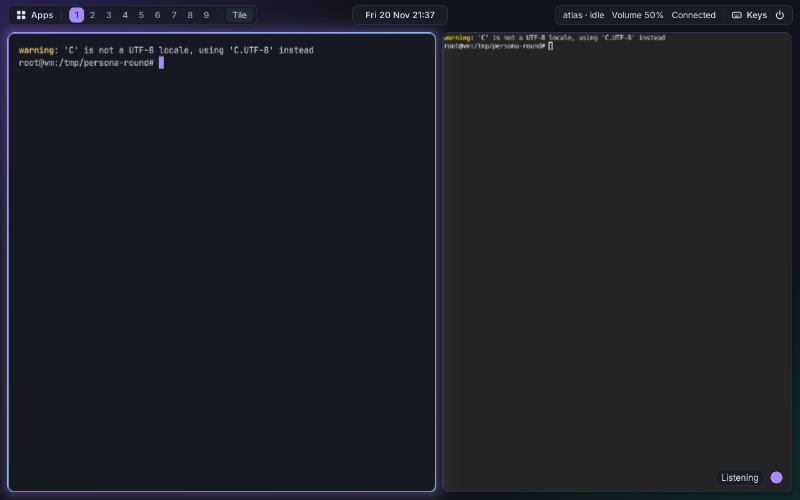 Apps 1 2 3 4 5 6 7 8 9 Tile
Fri 20 Nov 21:37
atlas · idle Volume 50% Connected Keys
warning: 'C' is not a UTF-8 locale, using 'C.UTF-8' instead
root@vm:/tmp/persona-round#
warning: 'C' is not a UTF-8 locale, using 'C.UTF-8' instead
root@vm:/tmp/persona-round#
Listening